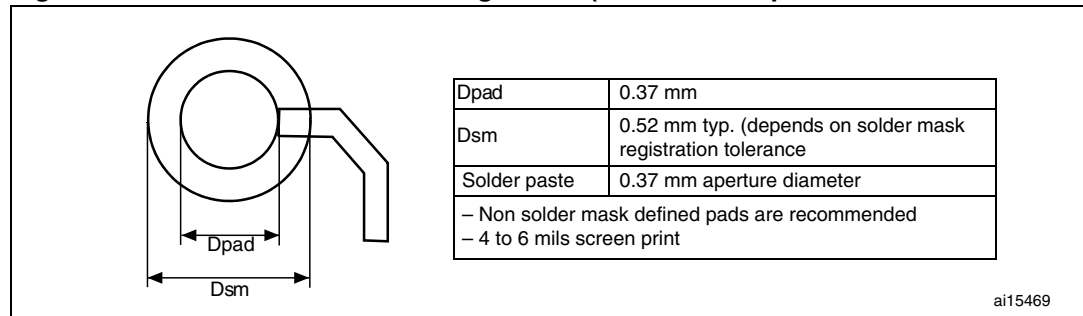 Dpad
Dsm
Dpad 0.37 mm
Dsm 0.52 mm typ. (depends on solder mask
registration tolerance
Solder paste 0.37 mm aperture diameter
– Non solder mask defined pads are recommended
– 4 to 6 mils screen print
ai15469